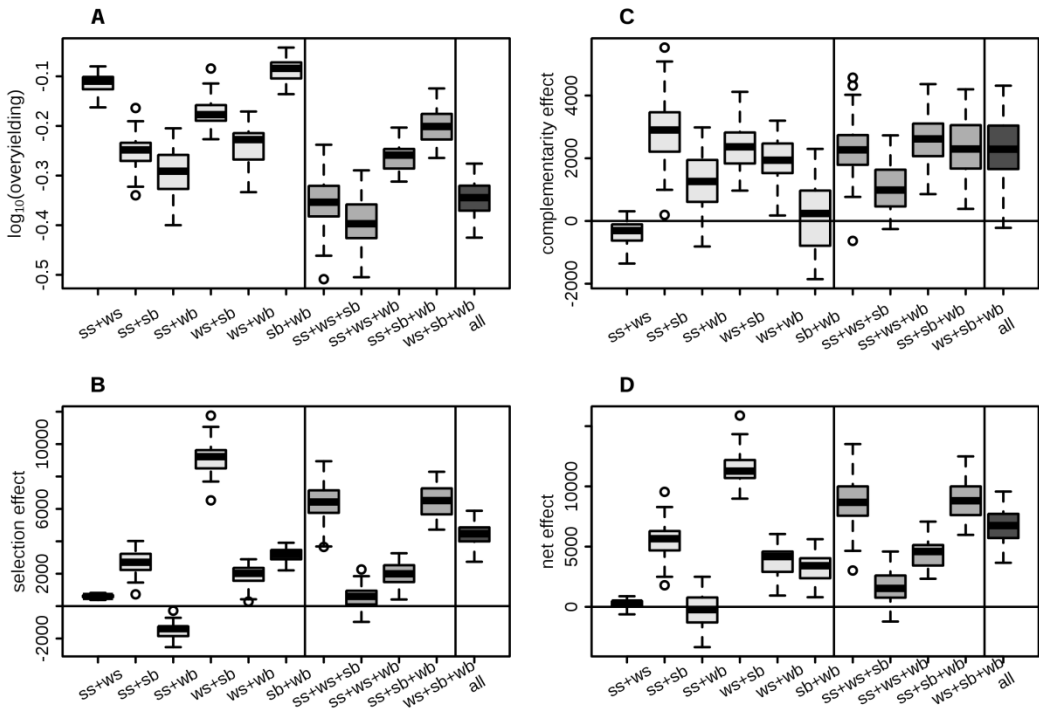 A
log₁₀(overyielding)
-0.1
-0.2
-0.3
-0.4
-0.5
ss+ws
ss+sb
ss+wb
ws+sb
ws+wb
sb+wb
ss+ws+sb
ss+ws+wb
ss+sb+wb
ws+sb+wb
all
C
complementarity effect
4000
2000
0
-2000
ss+ws
ss+sb
ss+wb
ws+sb
ws+wb
sb+wb
ss+ws+sb
ss+ws+wb
ss+sb+wb
ws+sb+wb
all
B
selection effect
10000
6000
2000
-2000
ss+ws
ss+sb
ss+wb
ws+sb
ws+wb
sb+wb
ss+ws+sb
ss+ws+wb
ss+sb+wb
ws+sb+wb
all
D
net effect
10000
5000
0
ss+ws
ss+sb
ss+wb
ws+sb
ws+wb
sb+wb
ss+ws+sb
ss+ws+wb
ss+sb+wb
ws+sb+wb
all